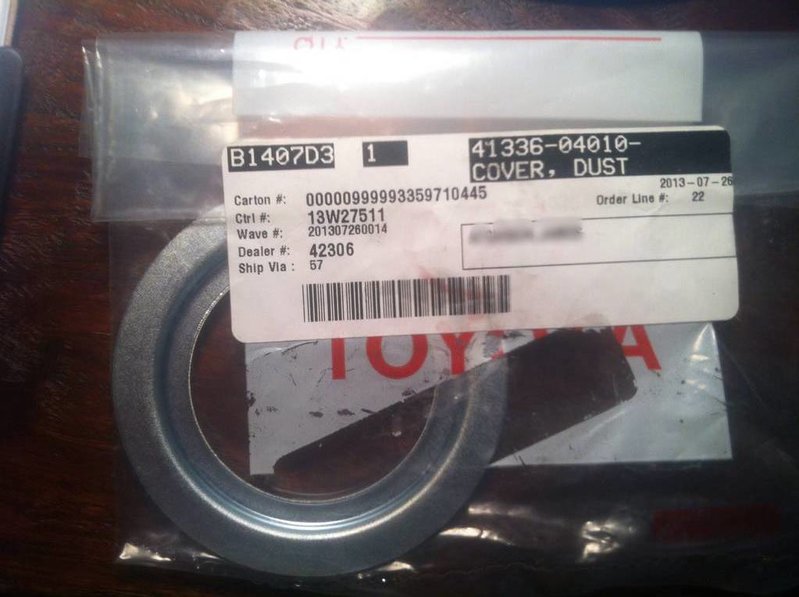 B1407D3 1 41336-04010-
COVER, DUST
2013-07-26
Carton #: 00000999993359710445
Order Line #: 22
Ctrl #: 13W27511
Wave #: 201307260014
Dealer #: 42306
Ship Via : 57
TOYOTA